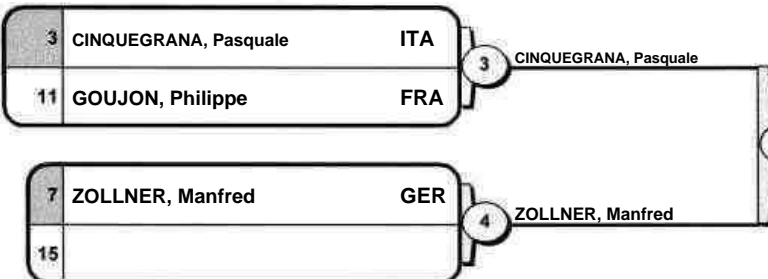 3 CINQUEGRANA, Pasquale ITA
3 CINQUEGRANA, Pasquale
11 GOUJON, Philippe FRA
7 ZOLLNER, Manfred GER
4 ZOLLNER, Manfred
15